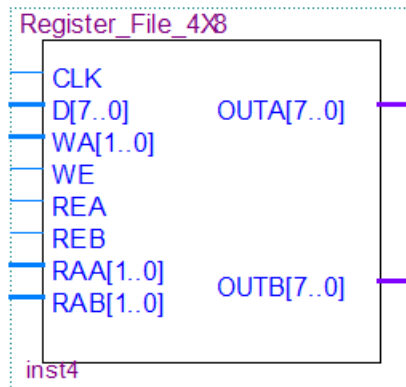 Register_File_4X8
CLK
D[7..0]
OUTA[7..0]
WA[1..0]
WE
REA
REB
RAA[1..0]
OUTB[7..0]
RAB[1..0]
inst4